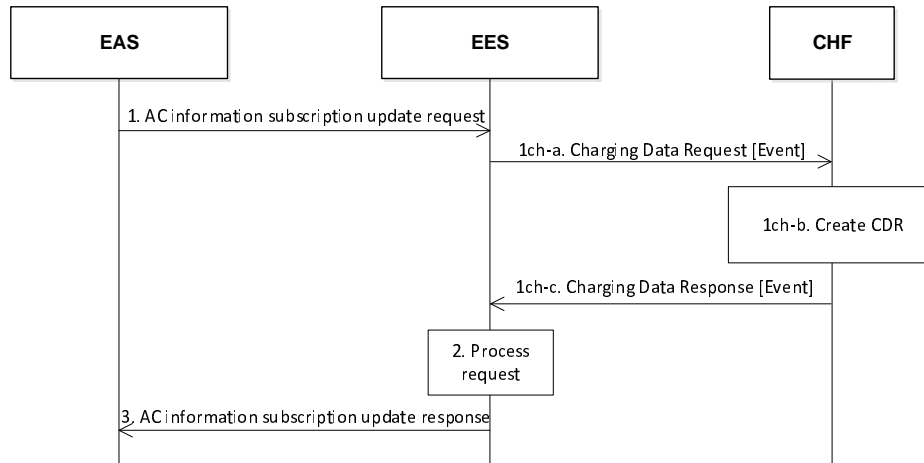 EAS
EES
CHF
1. AC information subscription update request
1ch-a. Charging Data Request [Event]
1ch-b. Create CDR
1ch-c. Charging Data Response [Event]
2. Process
request
3. AC information subscription update response